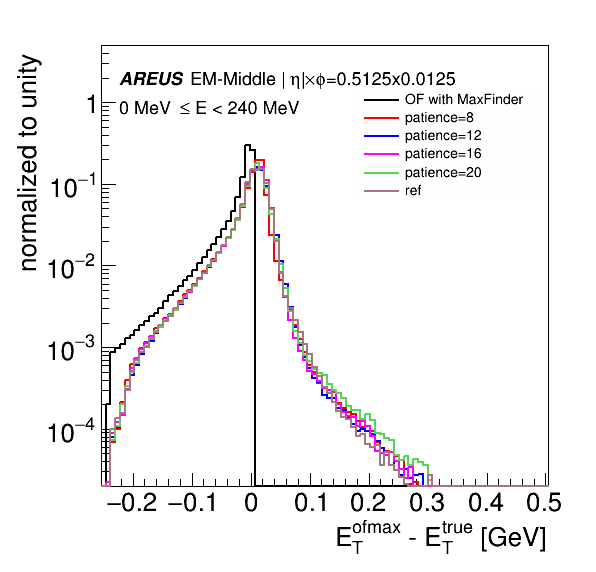 AREUS EM-Middle | η|×ϕ=0.5125x0.0125
0 MeV ≤ E < 240 MeV
OF with MaxFinder
patience=8
patience=12
patience=16
patience=20
ref
normalized to unity
1
10⁻¹
10⁻²
10⁻³
10⁻⁴
−0.2 −0.1 0 0.1 0.2 0.3 0.4 0.5
E_T^ofmax - E_T^true [GeV]